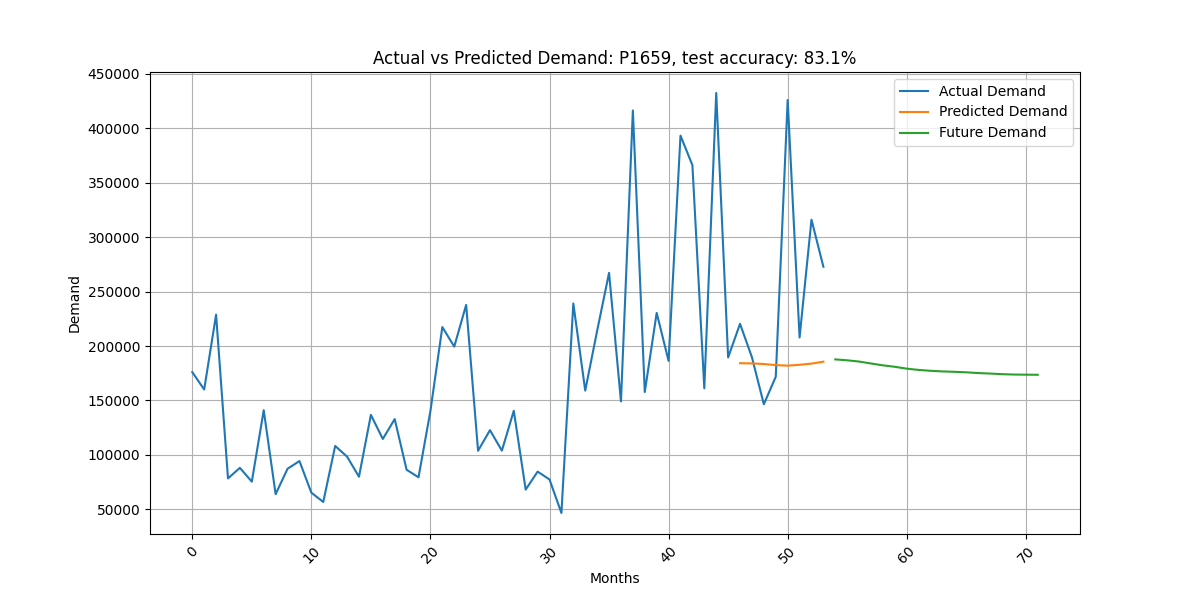 Actual vs Predicted Demand: P1659, test accuracy: 83.1%
450000
400000
350000
300000
250000
200000
150000
100000
50000
Demand
Actual Demand
Predicted Demand
Future Demand
0
10
20
30
40
50
60
70
Months